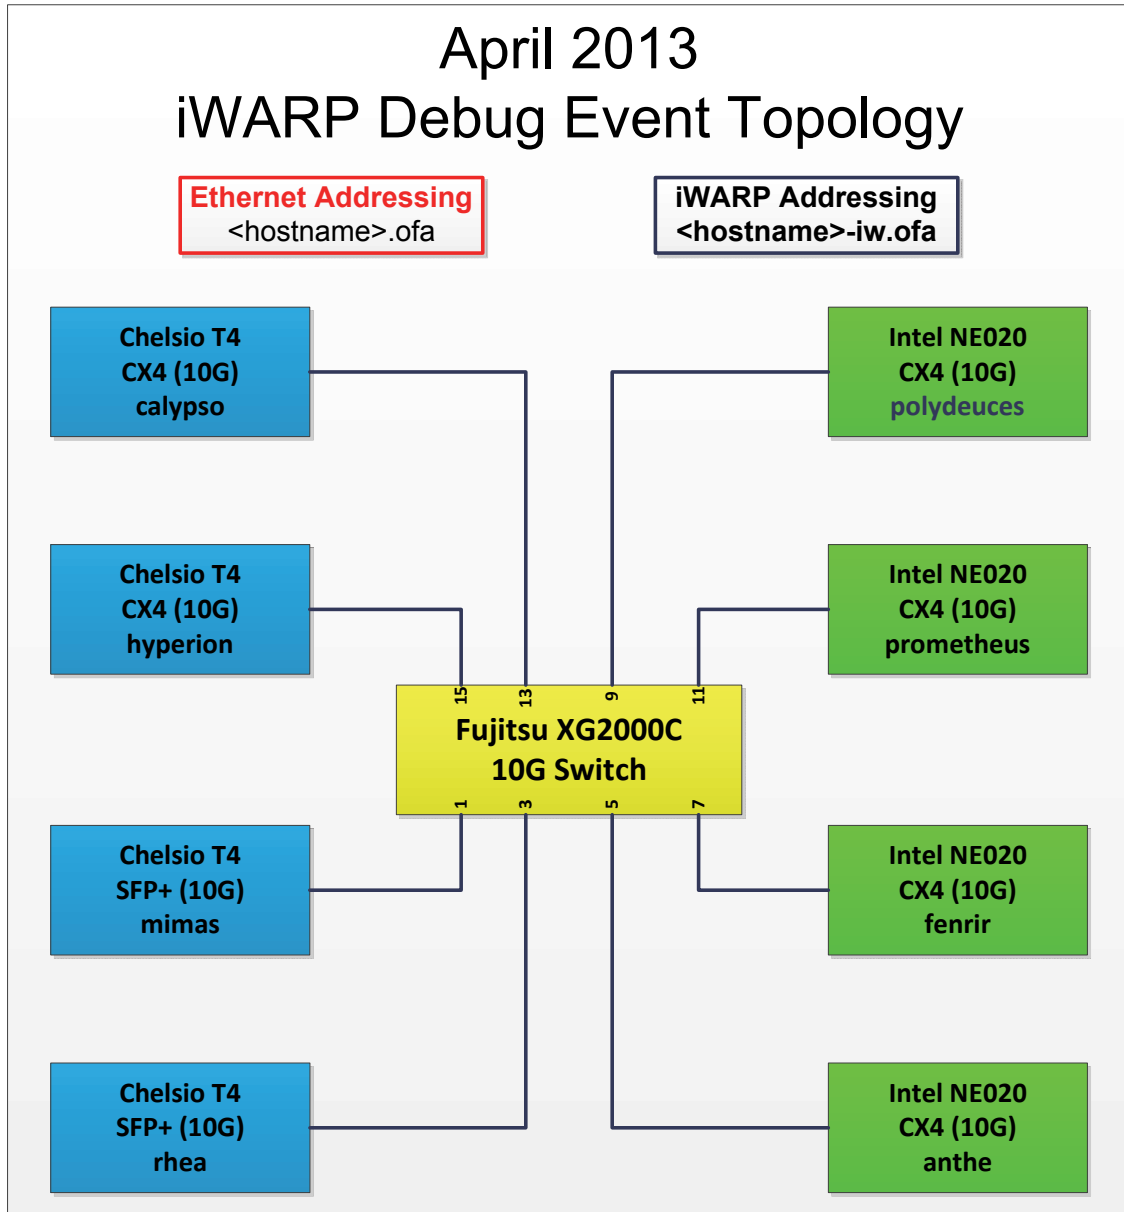 April 2013
iWARP Debug Event Topology
Ethernet Addressing
<hostname>.ofa
iWARP Addressing
<hostname>-iw.ofa
Chelsio T4
CX4 (10G)
calypso
Intel NE020
CX4 (10G)
polydeuces
Chelsio T4
CX4 (10G)
hyperion
Intel NE020
CX4 (10G)
prometheus
15
13
9
11
Fujitsu XG2000C
10G Switch
1
3
5
7
Chelsio T4
SFP+ (10G)
mimas
Intel NE020
CX4 (10G)
fenrir
Chelsio T4
SFP+ (10G)
rhea
Intel NE020
CX4 (10G)
anthe